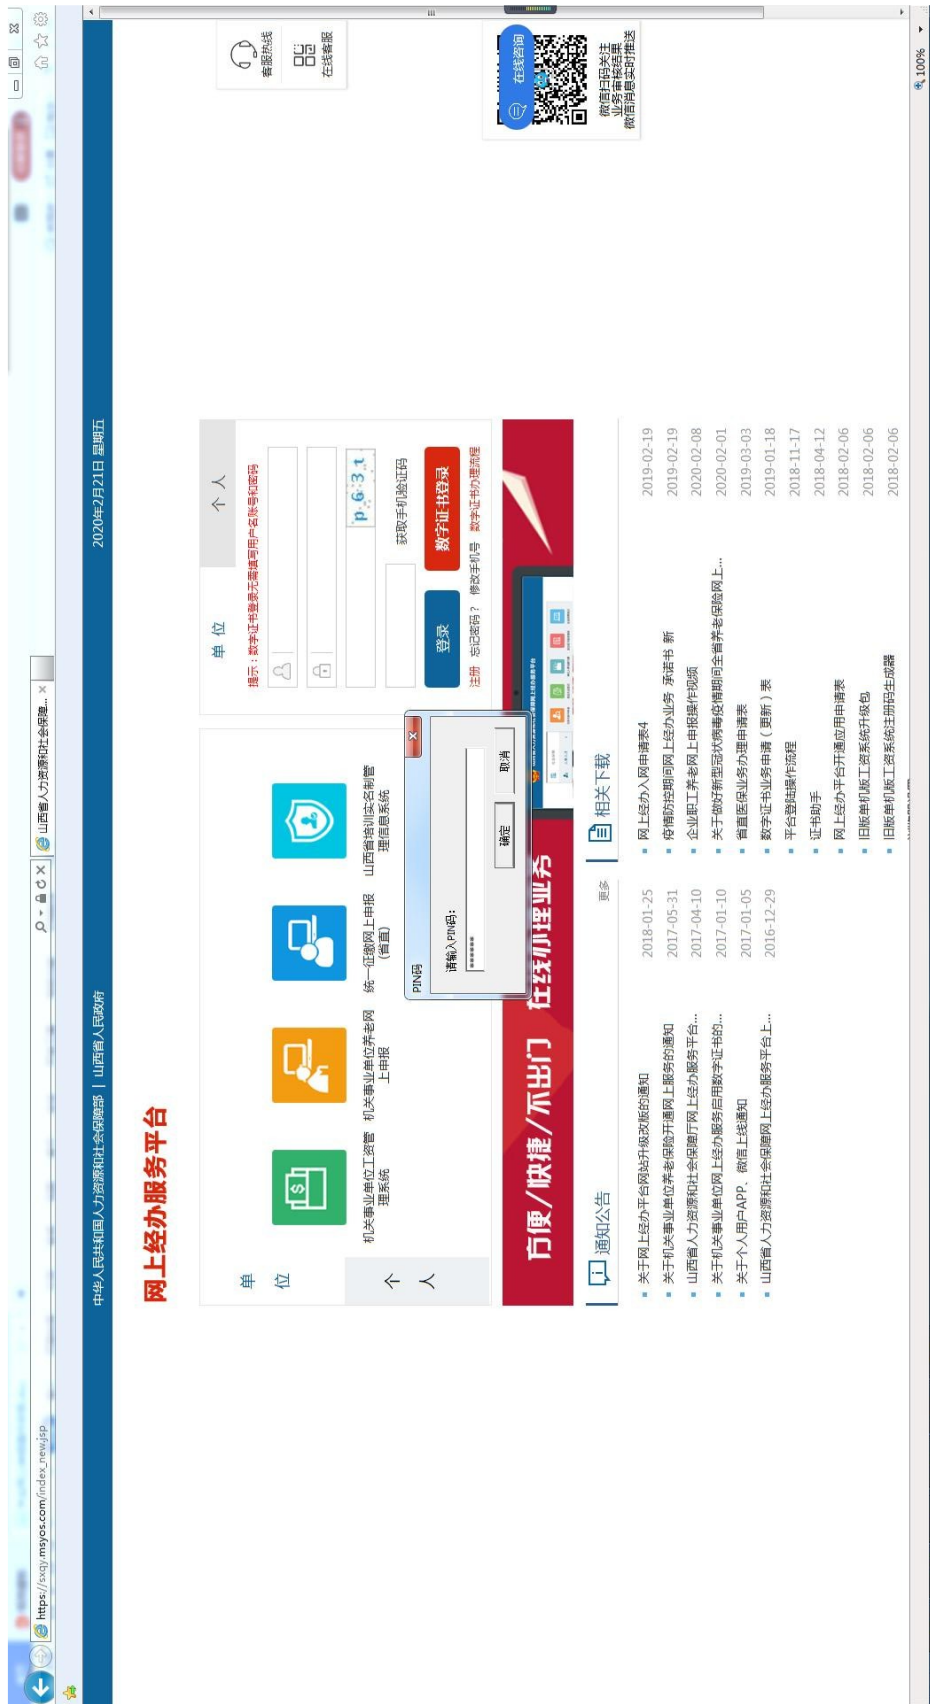 https://sxqy.msyos.com/index_new.jsp
山西省人力资源和社会保障...
中华人民共和国人力资源和社会保障部 | 山西省人民政府
2020年2月21日 星期五
网上经办服务平台
客服热线
在线客服
单位
个人
机关事业单位工资管理系统
机关事业单位养老网上申报
统一征缴网上申报(省直)
山西省培训实名制管理信息系统
单 位
个 人
提示：数字证书登录无需填写用户名账号和密码
p 6 3 t
获取手机验证码
登录
数字证书登录
注册 忘记密码？ 修改手机号 数字证书办理流程
PIN码
请输入PIN码:
*******
确定
取消
方便/快捷/不出门 在线办理业务
在线咨询
微信扫码关注
业务审核结果
微信消息实时推送
通知公告
更多
关于网上经办平台网站升级改版的通知 2018-01-25
关于机关事业单位养老保险开通网上服务的通知 2017-05-31
山西省人力资源和社会保障厅网上经办服务平台... 2017-04-10
关于机关事业单位网上经办服务启用数字证书的... 2017-01-10
关于个人用户APP、微信上线通知 2017-01-05
山西省人力资源和社会保障网上经办服务平台上... 2016-12-29
相关下载
网上经办入网申请表4 2019-02-19
疫情防控期间网上经办业务 承诺书 新 2019-02-19
企业职工养老网上申报操作视频 2020-02-08
关于做好新型冠状病毒疫情期间全省养老保险网上... 2020-02-01
省直医保业务办理申请表 2019-03-03
数字证书业务申请（更新）表 2019-01-18
平台登陆操作流程 2018-11-17
证书助手 2018-04-12
网上经办平台开通应用申请表 2018-02-06
旧版单机版工资系统升级包 2018-02-06
旧版单机版工资系统注册码生成器 2018-02-06
100%